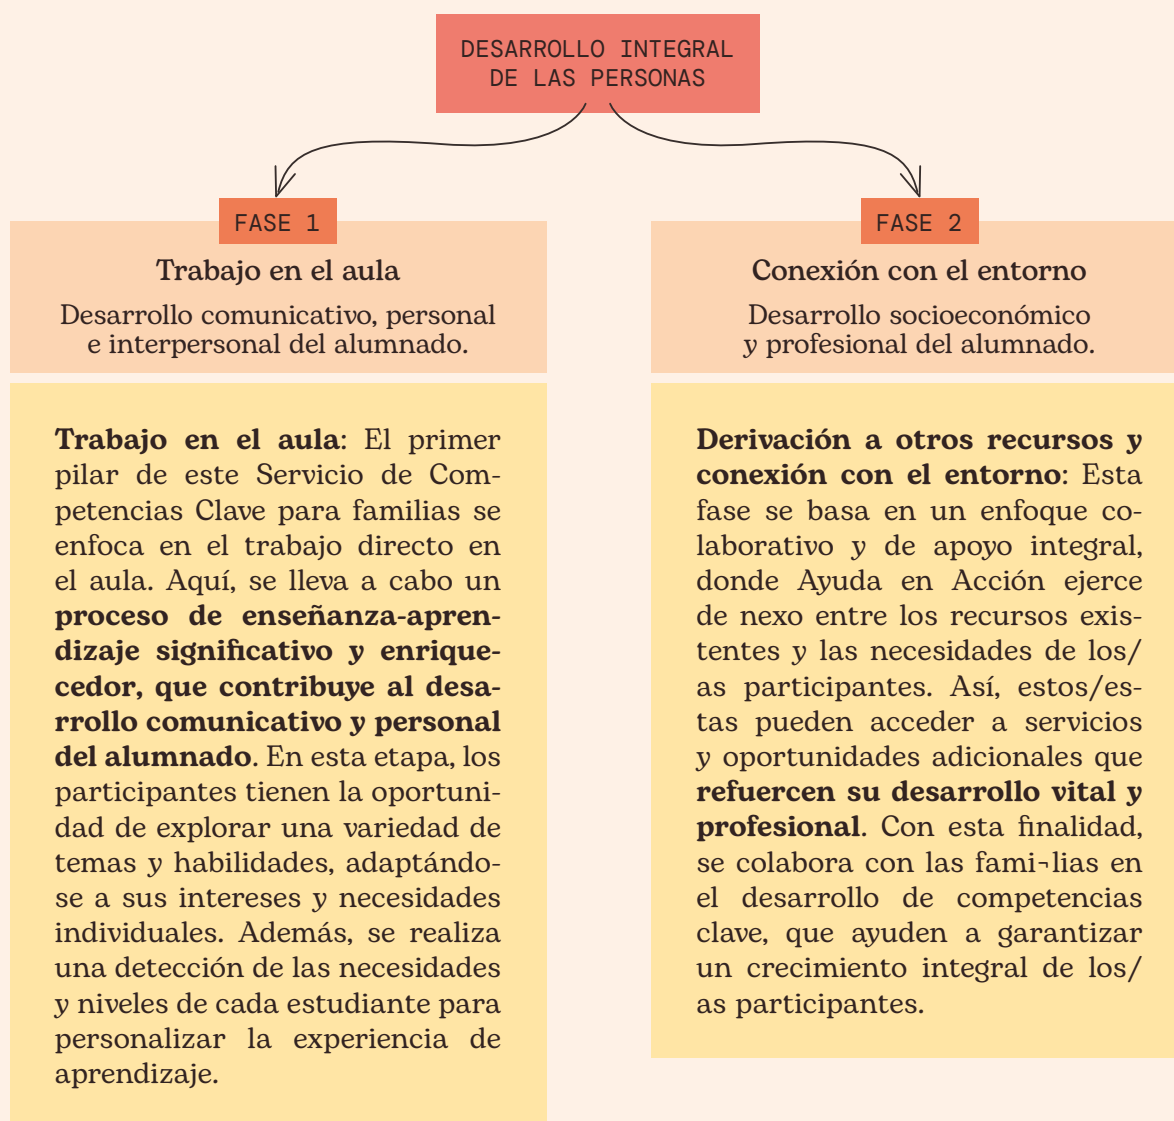 DESARROLLO INTEGRAL
DE LAS PERSONAS
FASE 1
Trabajo en el aula
Desarrollo comunicativo, personal
e interpersonal del alumnado.
Trabajo en el aula: El primer
pilar de este Servicio de Com-
petencias Clave para familias se
enfoca en el trabajo directo en
el aula. Aquí, se lleva a cabo un
proceso de enseñanza-apren-
dizaje significativo y enrique-
cedor, que contribuye al desa-
rrollo comunicativo y personal
del alumnado. En esta etapa, los
participantes tienen la oportuni-
dad de explorar una variedad de
temas y habilidades, adaptándo-
se a sus intereses y necesidades
individuales. Además, se realiza
una detección de las necesidades
y niveles de cada estudiante para
personalizar la experiencia de
aprendizaje.
FASE 2
Conexión con el entorno
Desarrollo socioeconómico
y profesional del alumnado.
Derivación a otros recursos y
conexión con el entorno: Esta
fase se basa en un enfoque co-
laborativo y de apoyo integral,
donde Ayuda en Acción ejerce
de nexo entre los recursos exis-
tentes y las necesidades de los/
as participantes. Así, estos/es-
tas pueden acceder a servicios
y oportunidades adicionales que
refuercen su desarrollo vital y
profesional. Con esta finalidad,
se colabora con las fami¬lias en
el desarrollo de competencias
clave, que ayuden a garantizar
un crecimiento integral de los/
as participantes.